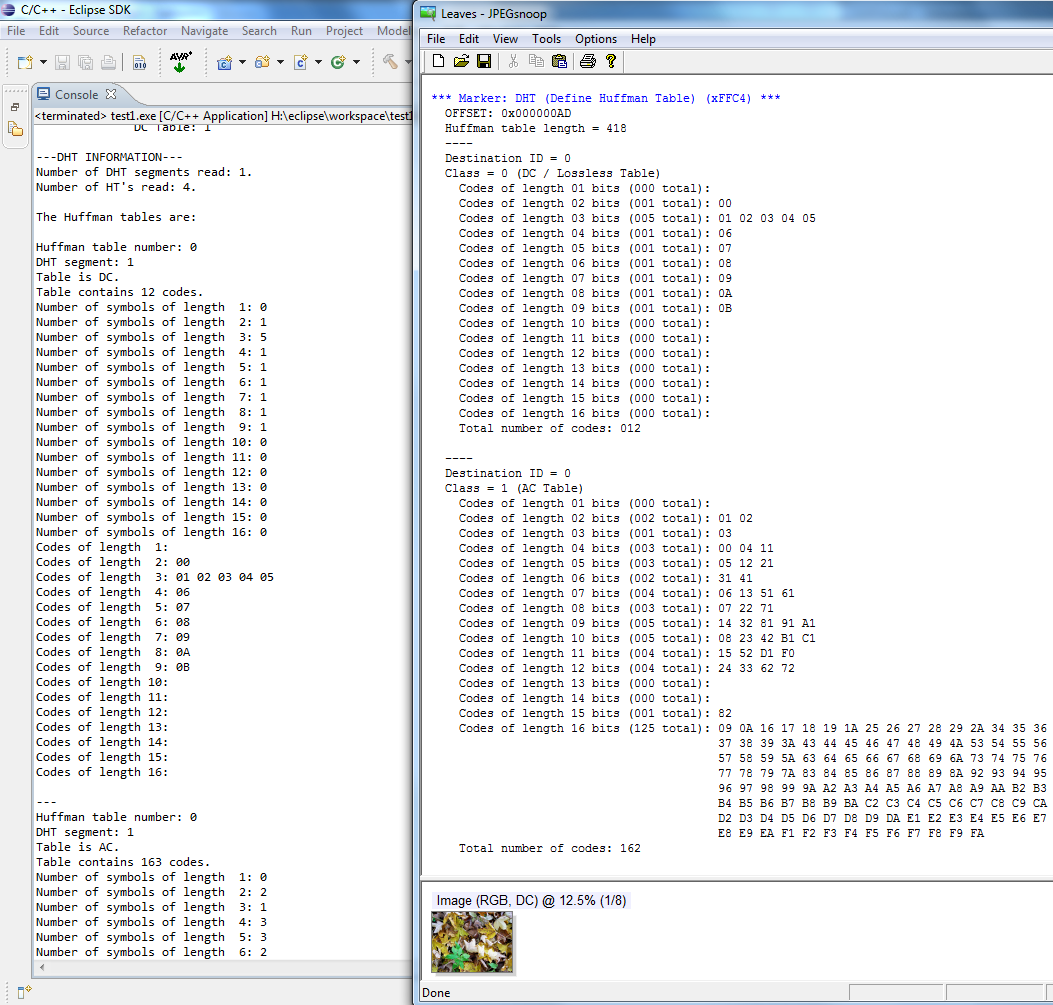 C/C++ - Eclipse SDK
File Edit Source Refactor Navigate Search Run Project Model
Console
<terminated> test1.exe [C/C++ Application] H:\eclipse\workspace\test1
DC Table: 1
---DHT INFORMATION---
Number of DHT segments read: 1.
Number of HT's read: 4.
The Huffman tables are:
Huffman table number: 0
DHT segment: 1
Table is DC.
Table contains 12 codes.
Number of symbols of length  1: 0
Number of symbols of length  2: 1
Number of symbols of length  3: 5
Number of symbols of length  4: 1
Number of symbols of length  5: 1
Number of symbols of length  6: 1
Number of symbols of length  7: 1
Number of symbols of length  8: 1
Number of symbols of length  9: 1
Number of symbols of length 10: 0
Number of symbols of length 11: 0
Number of symbols of length 12: 0
Number of symbols of length 13: 0
Number of symbols of length 14: 0
Number of symbols of length 15: 0
Number of symbols of length 16: 0
Codes of length  1:
Codes of length  2: 00
Codes of length  3: 01 02 03 04 05
Codes of length  4: 06
Codes of length  5: 07
Codes of length  6: 08
Codes of length  7: 09
Codes of length  8: 0A
Codes of length  9: 0B
Codes of length 10:
Codes of length 11:
Codes of length 12:
Codes of length 13:
Codes of length 14:
Codes of length 15:
Codes of length 16:
---
Huffman table number: 0
DHT segment: 1
Table is AC.
Table contains 163 codes.
Number of symbols of length  1: 0
Number of symbols of length  2: 2
Number of symbols of length  3: 1
Number of symbols of length  4: 3
Number of symbols of length  5: 3
Number of symbols of length  6: 2
Leaves - JPEGsnoop
File Edit View Tools Options Help
*** Marker: DHT (Define Huffman Table) (xFFC4) ***
OFFSET: 0x000000AD
Huffman table length = 418
----
Destination ID = 0
Class = 0 (DC / Lossless Table)
Codes of length 01 bits (000 total):
Codes of length 02 bits (001 total): 00
Codes of length 03 bits (005 total): 01 02 03 04 05
Codes of length 04 bits (001 total): 06
Codes of length 05 bits (001 total): 07
Codes of length 06 bits (001 total): 08
Codes of length 07 bits (001 total): 09
Codes of length 08 bits (001 total): 0A
Codes of length 09 bits (001 total): 0B
Codes of length 10 bits (000 total):
Codes of length 11 bits (000 total):
Codes of length 12 bits (000 total):
Codes of length 13 bits (000 total):
Codes of length 14 bits (000 total):
Codes of length 15 bits (000 total):
Codes of length 16 bits (000 total):
Total number of codes: 012
----
Destination ID = 0
Class = 1 (AC Table)
Codes of length 01 bits (000 total):
Codes of length 02 bits (002 total): 01 02
Codes of length 03 bits (001 total): 03
Codes of length 04 bits (003 total): 00 04 11
Codes of length 05 bits (003 total): 05 12 21
Codes of length 06 bits (002 total): 31 41
Codes of length 07 bits (004 total): 06 13 51 61
Codes of length 08 bits (003 total): 07 22 71
Codes of length 09 bits (005 total): 14 32 81 91 A1
Codes of length 10 bits (005 total): 08 23 42 B1 C1
Codes of length 11 bits (004 total): 15 52 D1 F0
Codes of length 12 bits (004 total): 24 33 62 72
Codes of length 13 bits (000 total):
Codes of length 14 bits (000 total):
Codes of length 15 bits (001 total): 82
Codes of length 16 bits (125 total): 09 0A 16 17 18 19 1A 25 26 27 28 29 2A 34 35 36
37 38 39 3A 43 44 45 46 47 48 49 4A 53 54 55 56
57 58 59 5A 63 64 65 66 67 68 69 6A 73 74 75 76
77 78 79 7A 83 84 85 86 87 88 89 8A 92 93 94 95
96 97 98 99 9A A2 A3 A4 A5 A6 A7 A8 A9 AA B2 B3
B4 B5 B6 B7 B8 B9 BA C2 C3 C4 C5 C6 C7 C8 C9 CA
D2 D3 D4 D5 D6 D7 D8 D9 DA E1 E2 E3 E4 E5 E6 E7
E8 E9 EA F1 F2 F3 F4 F5 F6 F7 F8 F9 FA
Total number of codes: 162
Image (RGB, DC) @ 12.5% (1/8)
Done